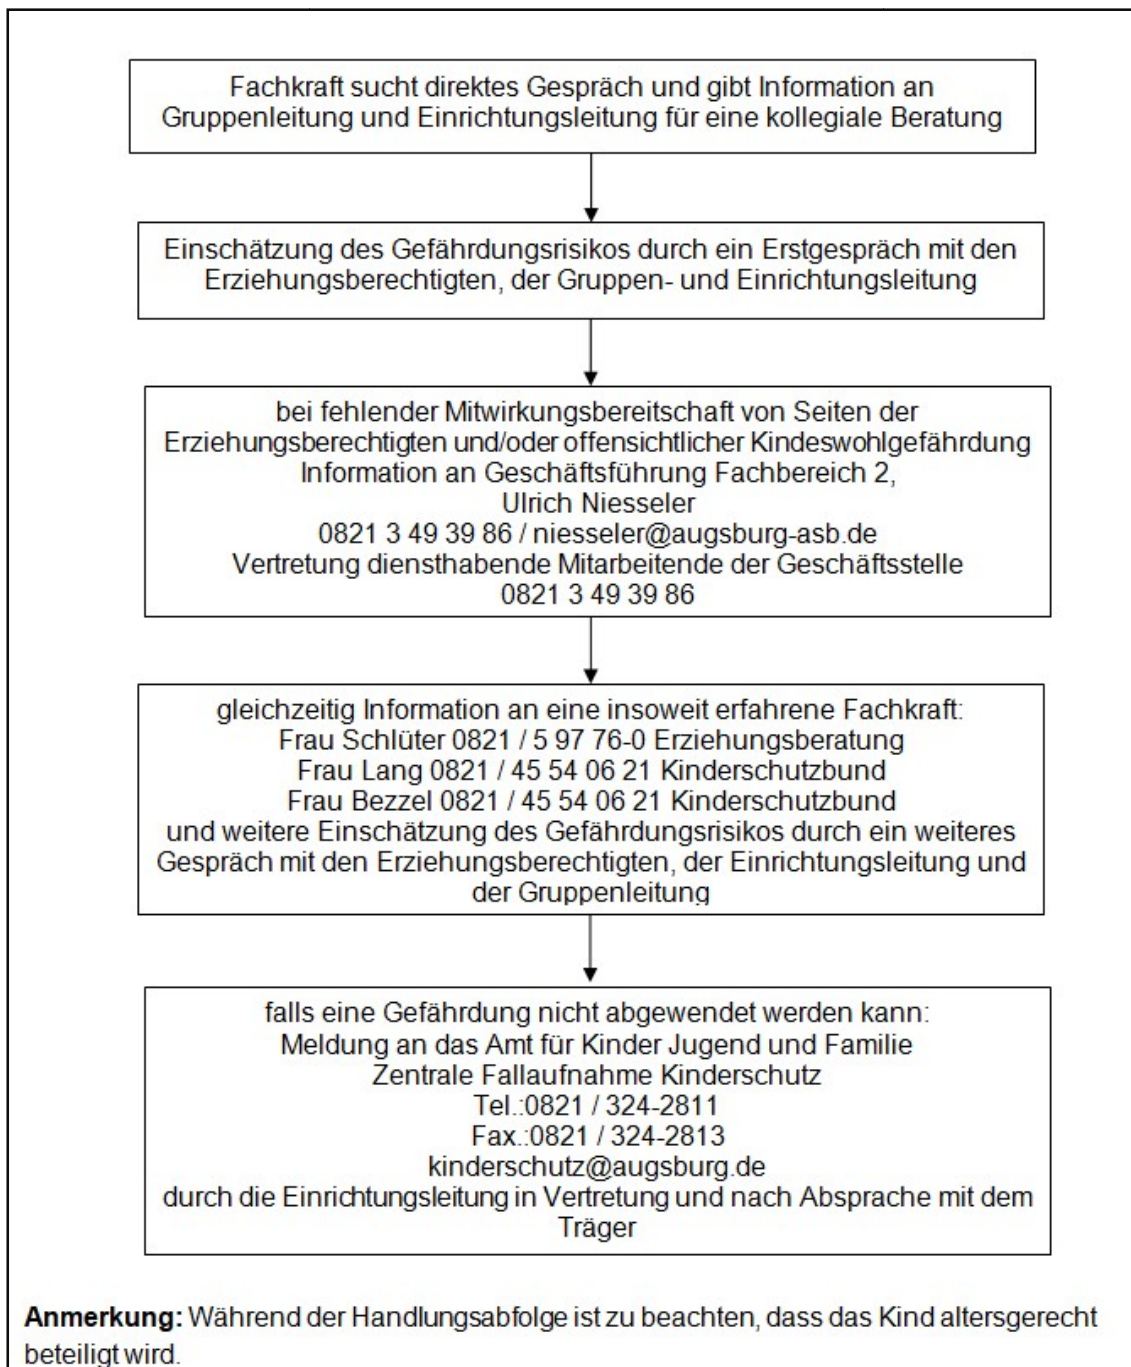 Fachkraft sucht direktes Gespräch und gibt Information an
Gruppenleitung und Einrichtungsleitung für eine kollegiale Beratung
Einschätzung des Gefährdungsrisikos durch ein Erstgespräch mit den
Erziehungsberechtigten, der Gruppen- und Einrichtungsleitung
bei fehlender Mitwirkungsbereitschaft von Seiten der
Erziehungsberechtigten und/oder offensichtlicher Kindeswohlgefährdung
Information an Geschäftsführung Fachbereich 2,
Ulrich Niesseler
0821 3 49 39 86 / niesseler@augsburg-asb.de
Vertretung diensthabende Mitarbeitende der Geschäftsstelle
0821 3 49 39 86
gleichzeitig Information an eine insoweit erfahrene Fachkraft:
Frau Schlüter 0821 / 5 97 76-0 Erziehungsberatung
Frau Lang 0821 / 45 54 06 21 Kinderschutzbund
Frau Bezzel 0821 / 45 54 06 21 Kinderschutzbund
und weitere Einschätzung des Gefährdungsrisikos durch ein weiteres
Gespräch mit den Erziehungsberechtigten, der Einrichtungsleitung und
der Gruppenleitung
falls eine Gefährdung nicht abgewendet werden kann:
Meldung an das Amt für Kinder Jugend und Familie
Zentrale Fallaufnahme Kinderschutz
Tel.:0821 / 324-2811
Fax.:0821 / 324-2813
kinderschutz@augsburg.de
durch die Einrichtungsleitung in Vertretung und nach Absprache mit dem
Träger
Anmerkung: Während der Handlungsabfolge ist zu beachten, dass das Kind altersgerecht
beteiligt wird.